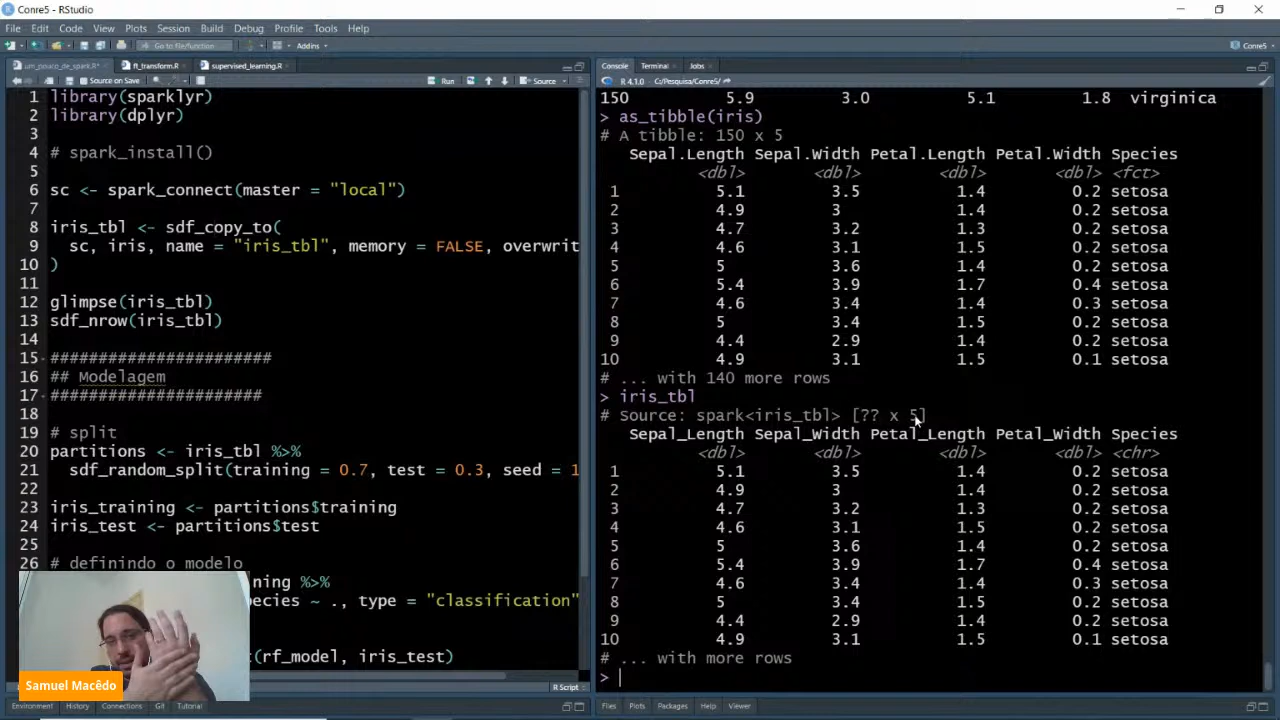 Conre5 - RStudio
File Edit Code View Plots Session Build Debug Profile Tools Help
Go to file/function Addins Conre5
um_pouco_de_spark.R* ft_transform.R supervised_learning.R
Source on Save Run Source
1 library(sparklyr)
2 library(dplyr)
3
4 # spark_install()
5
6 sc <- spark_connect(master = "local")
7
8 iris_tbl <- sdf_copy_to(
9 sc, iris, name = "iris_tbl", memory = FALSE, overwrit
10 )
11
12 glimpse(iris_tbl)
13 sdf_nrow(iris_tbl)
14
15 #######################
16 ## Modelagem
17 ######################
18
19 # split
20 partitions <- iris_tbl %>%
21 sdf_random_split(training = 0.7, test = 0.3, seed = 1
22
23 iris_training <- partitions$training
24 iris_test <- partitions$test
25
26 # definindo o modelo
ning %>%
ecies ~ ., type = "classification"
(rf_model, iris_test)
Samuel Macêdo
R Script
Environment History Connections Git Tutorial
Console Terminal Jobs
R 4.1.0 · C:/Pesquisa/Conre5/
150 5.9 3.0 5.1 1.8 virginica
> as_tibble(iris)
# A tibble: 150 x 5
Sepal.Length Sepal.Width Petal.Length Petal.Width Species
<dbl> <dbl> <dbl> <dbl> <fct>
1 5.1 3.5 1.4 0.2 setosa
2 4.9 3 1.4 0.2 setosa
3 4.7 3.2 1.3 0.2 setosa
4 4.6 3.1 1.5 0.2 setosa
5 5 3.6 1.4 0.2 setosa
6 5.4 3.9 1.7 0.4 setosa
7 4.6 3.4 1.4 0.3 setosa
8 5 3.4 1.5 0.2 setosa
9 4.4 2.9 1.4 0.2 setosa
10 4.9 3.1 1.5 0.1 setosa
# ... with 140 more rows
> iris_tbl
# Source: spark<iris_tbl> [?? x 5]
Sepal_Length Sepal_Width Petal_Length Petal_Width Species
<dbl> <dbl> <dbl> <dbl> <chr>
1 5.1 3.5 1.4 0.2 setosa
2 4.9 3 1.4 0.2 setosa
3 4.7 3.2 1.3 0.2 setosa
4 4.6 3.1 1.5 0.2 setosa
5 5 3.6 1.4 0.2 setosa
6 5.4 3.9 1.7 0.4 setosa
7 4.6 3.4 1.4 0.3 setosa
8 5 3.4 1.5 0.2 setosa
9 4.4 2.9 1.4 0.2 setosa
10 4.9 3.1 1.5 0.1 setosa
# ... with more rows
>
Files Plots Packages Help Viewer